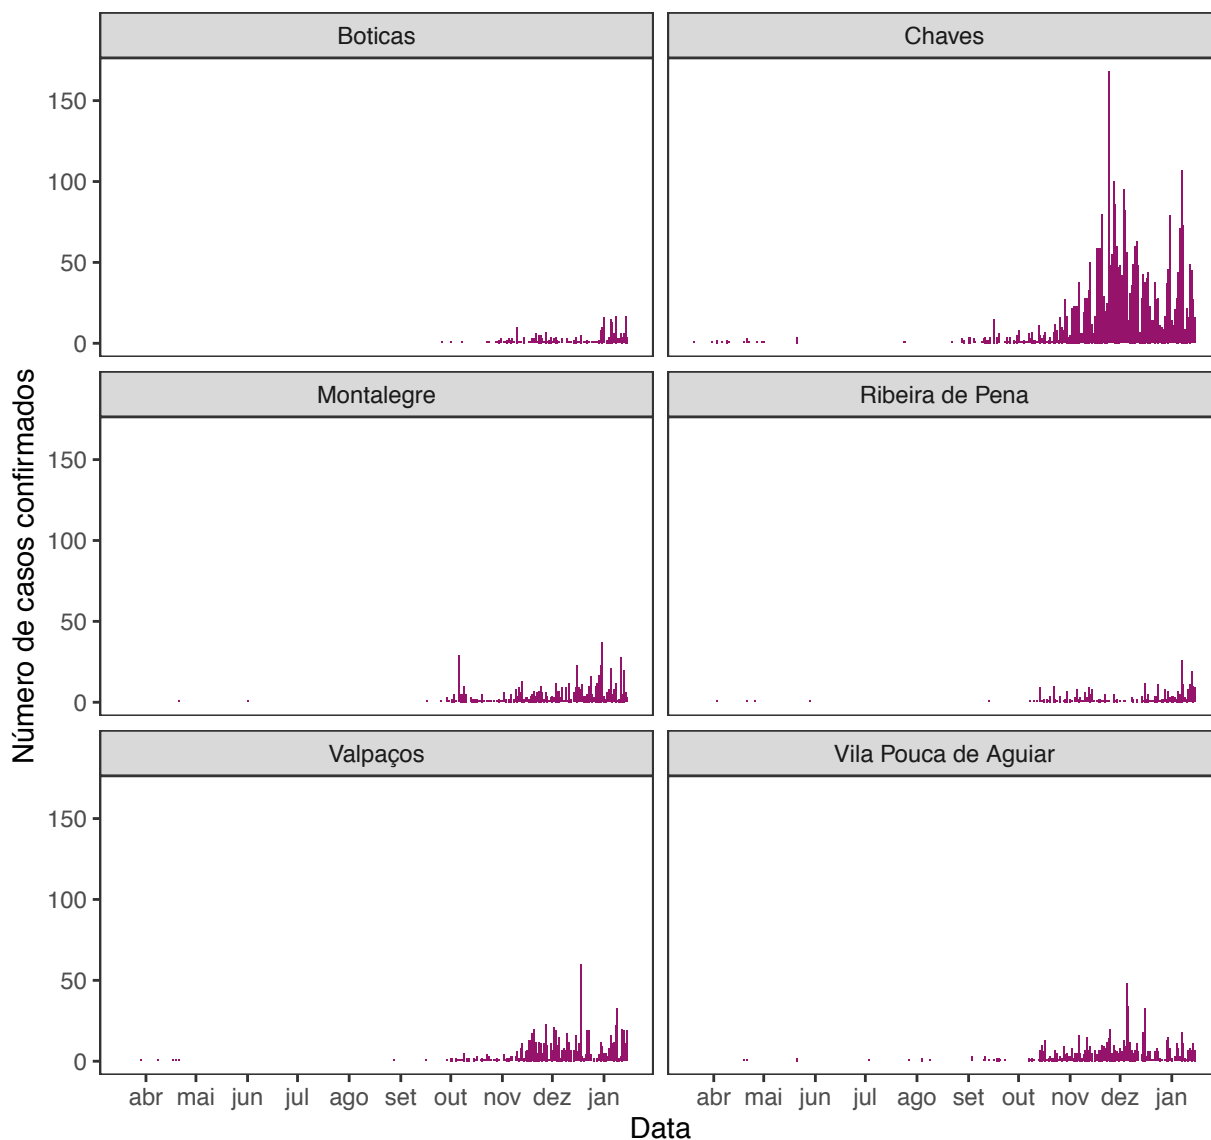 Boticas
Chaves
150
100
50
0
Montalegre
Ribeira de Pena
150
100
50
0
Número de casos confirmados
Valpaços
Vila Pouca de Aguiar
150
100
50
0
abr mai jun jul ago set out nov dez jan
abr mai jun jul ago set out nov dez jan
Data